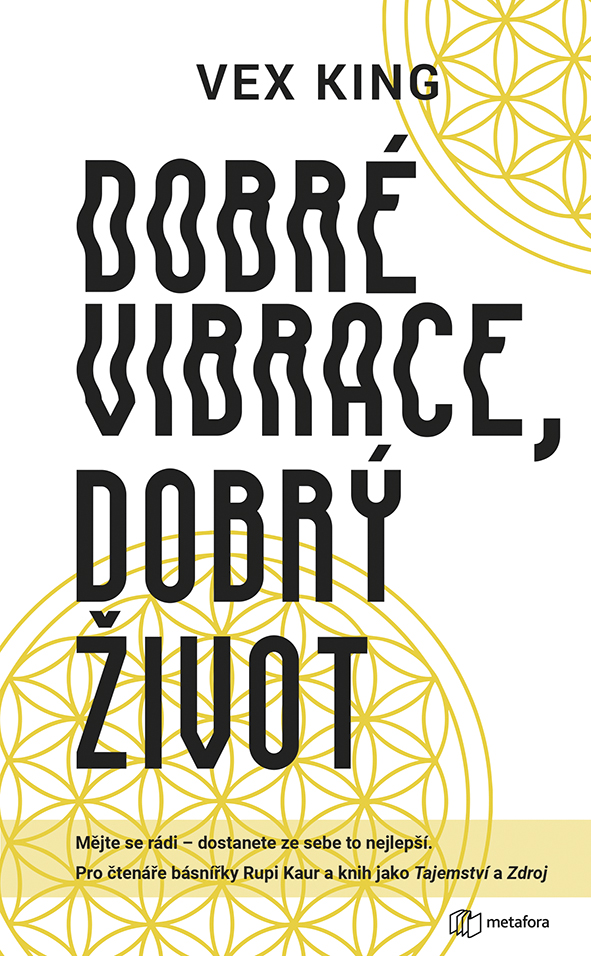 VEX KING
DOBRÉ
VIBRACE,
DOBRÝ
ŽIVOT
Mějte se rádi – dostanete ze sebe to nejlepší.
Pro čtenáře básnířky Rupi Kaur a knih jako Tajemství a Zdroj
metafora